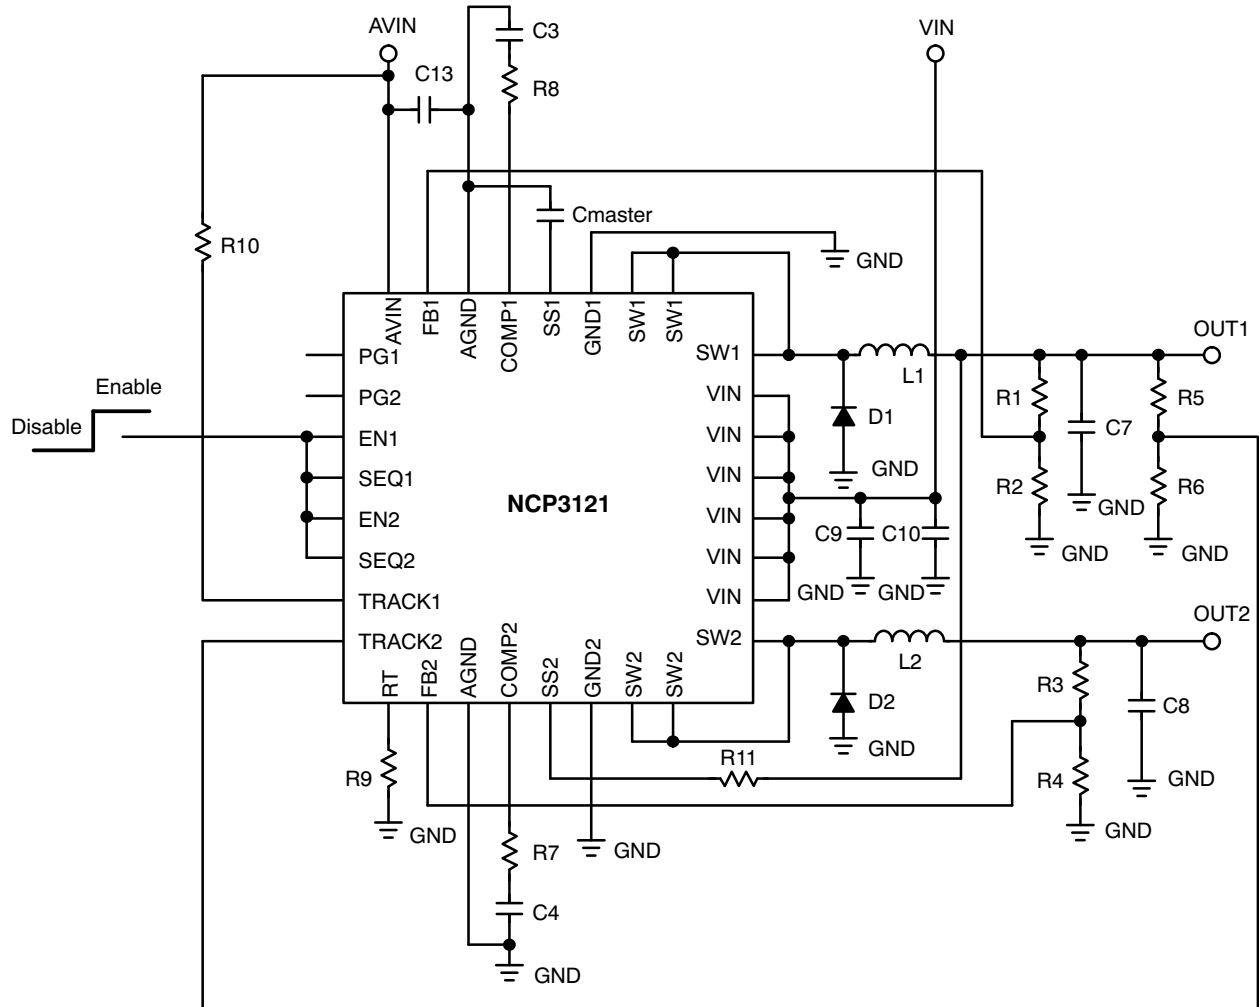 AVIN
C3
VIN
C13
R8
Cmaster
R10
GND
AVIN
FB1
AGND
COMP1
SS1
GND1
SW1
SW1
OUT1
PG1
SW1
L1
Enable
PG2
VIN
R1
R5
Disable
EN1
VIN
D1
C7
SEQ1
VIN
GND
R2
R6
NCP3121
GND
EN2
VIN
C9
C10
SEQ2
VIN
GND
GND
TRACK1
VIN
GND
GND
OUT2
TRACK2
SW2
L2
RT
FB2
AGND
COMP2
SS2
GND2
SW2
SW2
R3
D2
C8
GND
R11
R9
R4
GND
GND
GND
R7
GND
C4
GND